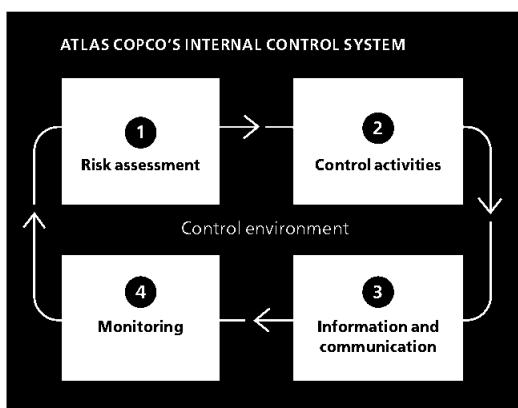 ATLAS COPCO'S INTERNAL CONTROL SYSTEM
1
Risk assessment
2
Control activities
Control environment
4
Monitoring
3
Information and
communication